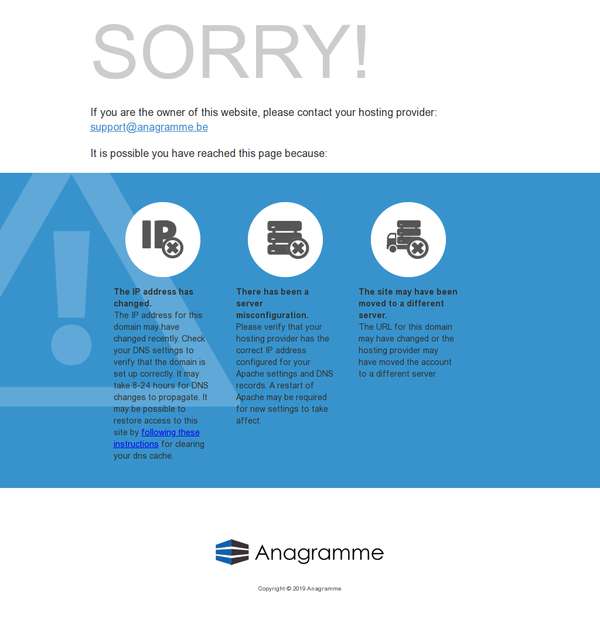 SORRY!
If you are the owner of this website, please contact your hosting provider:
support@anagramme.be
It is possible you have reached this page because:
IP
The IP address has
changed.
The IP address for this
domain may have
changed recently. Check
your DNS settings to
verify that the domain is
set up correctly. It may
take 8-24 hours for DNS
changes to propagate. It
may be possible to
restore access to this
site by following these
instructions for clearing
your dns cache.
There has been a
server
misconfiguration.
Please verify that your
hosting provider has the
correct IP address
configured for your
Apache settings and DNS
records. A restart of
Apache may be required
for new settings to take
affect.
The site may have been
moved to a different
server.
The URL for this domain
may have changed or the
hosting provider may
have moved the account
to a different server.
Anagramme
Copyright © 2019 Anagramme